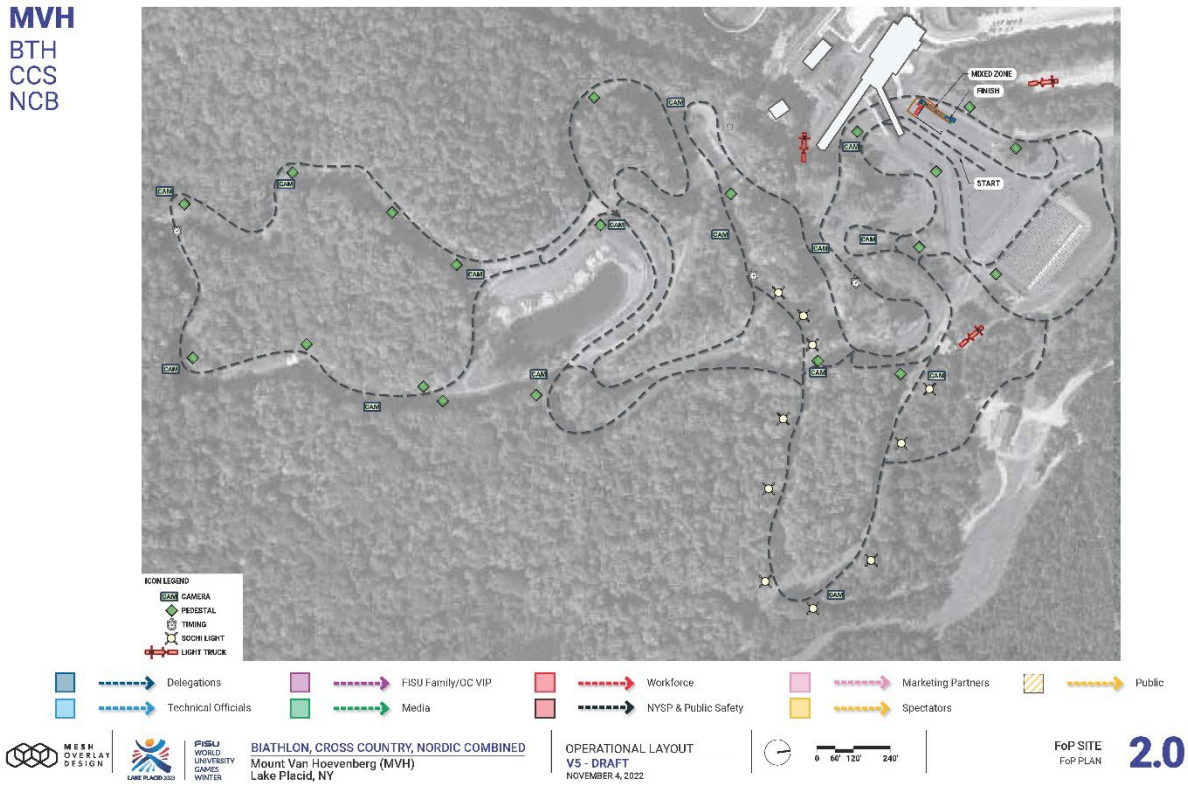 MVH
BTH
CCS
NCB
CAM
MIXED ZONE
FINISH
CAM
START
CAM
CAM
CAM
CAM
CAM
CAM
CAM
CAM
CAM
CAM
CAM
CAM
CAM
CAM
ICON LEGEND
CAM CAMERA
PEDESTAL
TIMING
SOCHI LIGHT
LIGHT TRUCK
Delegations
FISU Family/OC VIP
Workforce
Marketing Partners
Public
Technical Officials
Media
NYSP & Public Safety
Spectators
MESH
OVERLAY
DESIGN
LAKE PLACID 2023
FISU
WORLD
UNIVERSITY
GAMES
WINTER
BIATHLON, CROSS COUNTRY, NORDIC COMBINED
Mount Van Hoevenberg (MVH)
Lake Placid, NY
OPERATIONAL LAYOUT
V5 - DRAFT
NOVEMBER 4, 2022
0 60' 120' 240'
FoP SITE
FoP PLAN
2.0